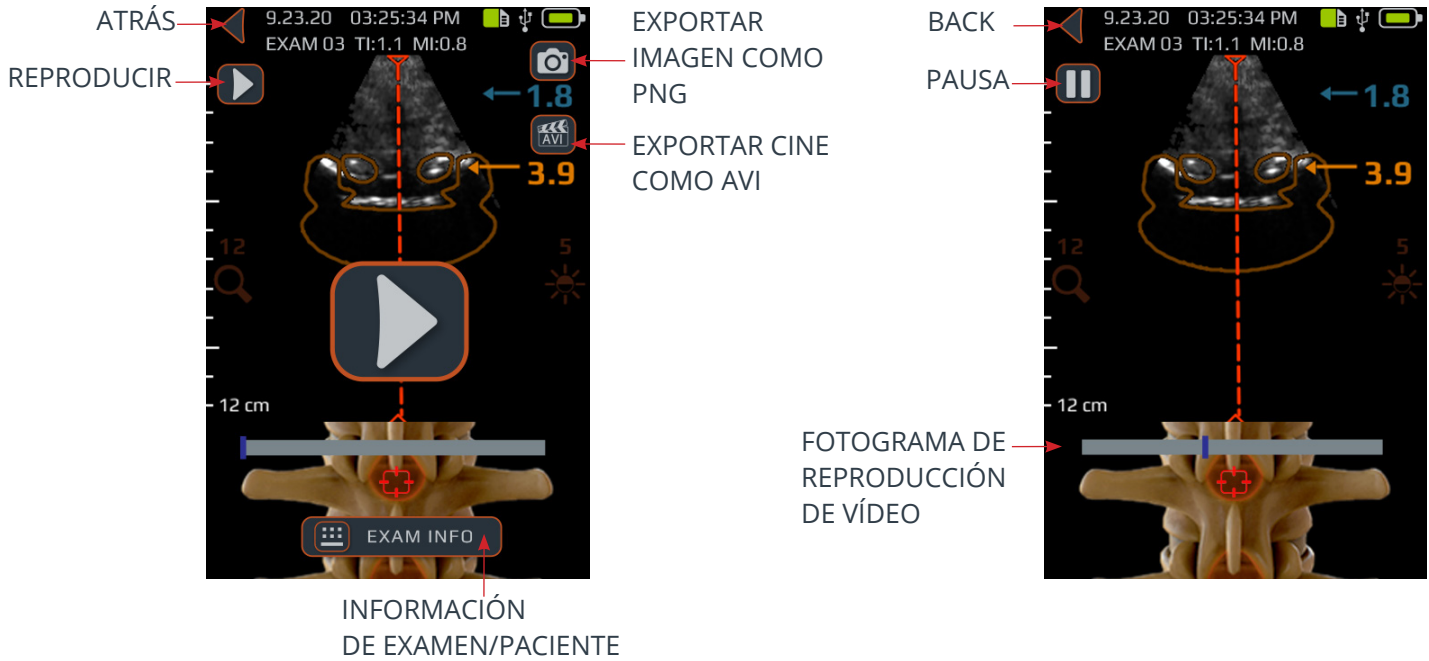 ATRÁS
REPRODUCIR
9.23.20 03:25:34 PM
EXAM 03 TI:1.1 MI:0.8
1.8
AVI
3.9
12
5
12 cm
EXAM INFO
EXPORTAR
IMAGEN COMO
PNG
EXPORTAR CINE
COMO AVI
INFORMACIÓN
DE EXAMEN/PACIENTE
BACK
PAUSA
9.23.20 03:25:34 PM
EXAM 03 TI:1.1 MI:0.8
1.8
3.9
12
5
12 cm
FOTOGRAMA DE
REPRODUCCIÓN
DE VÍDEO